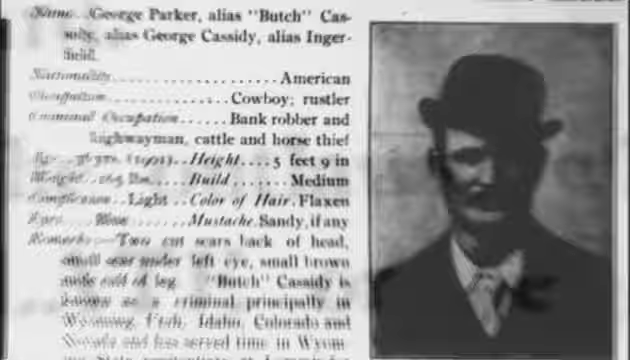 Name....George Parker, alias "Butch" Cas-
sidy, alias George Cassidy, alias Inger-
field.
Nationality....................American
Occupation..............Cowboy; rustler
Criminal Occupation......Bank robber and
highwayman, cattle and horse thief
Height....5 feet 9 in
Weight...165 lbs....Build.......Medium
Complexion..Light..Color of Hair. Flaxen
Eyes... Mustache. Sandy, if any
Remarks:—Two cut scars back of head,
small scar under left eye, small brown
mole calf of leg. "Butch" Cassidy is
known as a criminal principally in
Wyoming, Utah, Idaho, Colorado and
Nevada and has served time in Wyom-